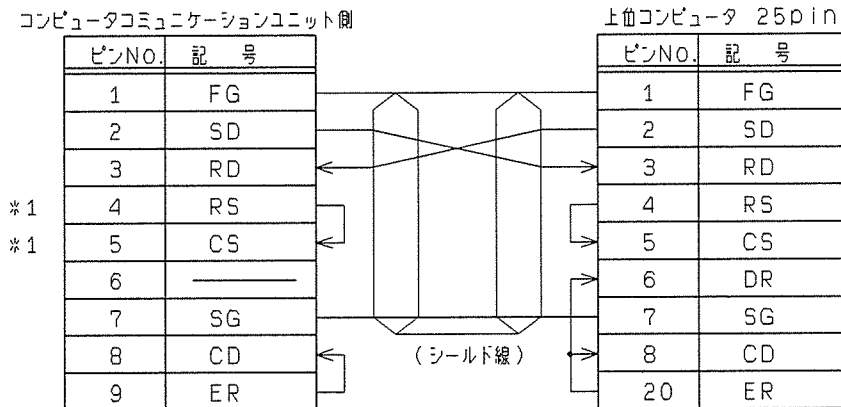 コンピュータコミュニケーションユニット側
上位コンピュータ 25pin
ピンNo. 記 号 ピンNo. 記 号
1 FG 1 FG
2 SD 2 SD
3 RD 3 RD
*1 4 RS 4 RS
*1 5 CS 5 CS
6 ─── 6 DR
7 SG 7 SG
8 CD (シールド線) 8 CD
9 ER 20 ER